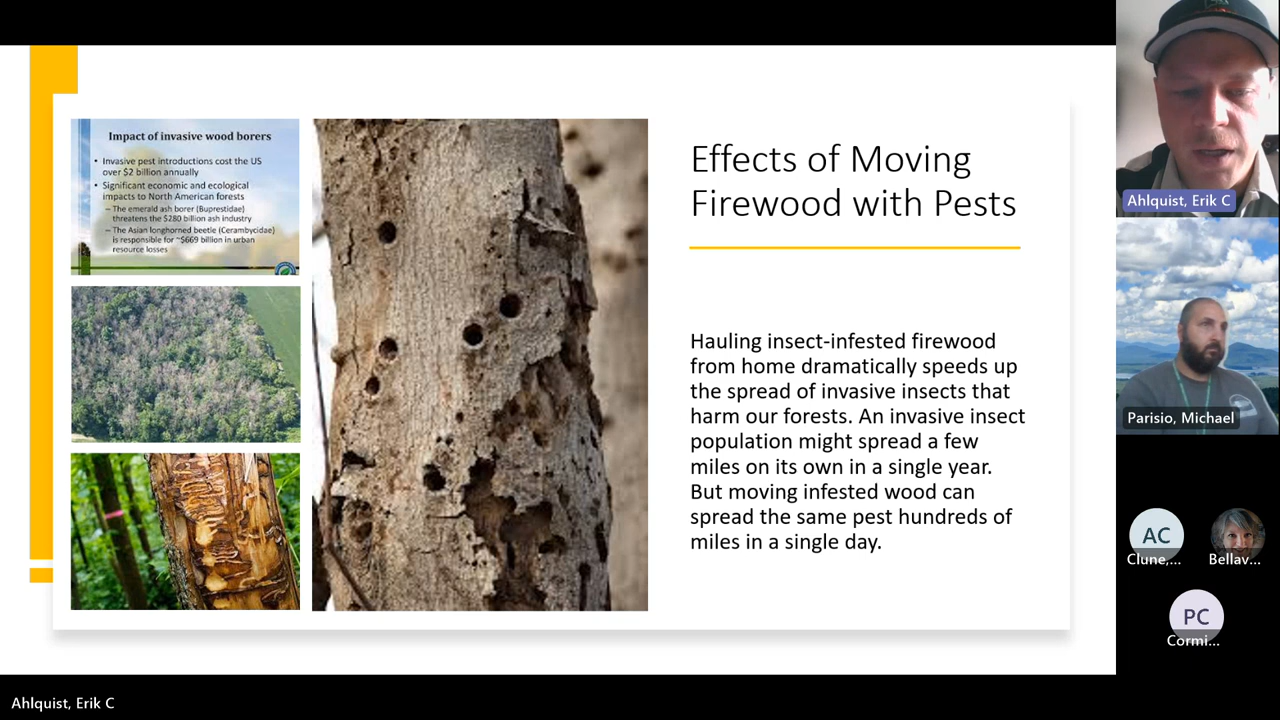 Impact of invasive wood borers
• Invasive pest introductions cost the US
over $2 billion annually
• Significant economic and ecological
impacts to North American forests
– The emerald ash borer (Buprestidae)
threatens the $280 billion ash industry
– The Asian longhorned beetle (Cerambycidae)
is responsible for ~$669 billion in urban
resource losses
Effects of Moving
Firewood with Pests
Hauling insect-infested firewood
from home dramatically speeds up
the spread of invasive insects that
harm our forests. An invasive insect
population might spread a few
miles on its own in a single year.
But moving infested wood can
spread the same pest hundreds of
miles in a single day.
Ahlquist, Erik C
Parisio, Michael
AC
Clune,...
Bellav...
PC
Cormi...
Ahlquist, Erik C